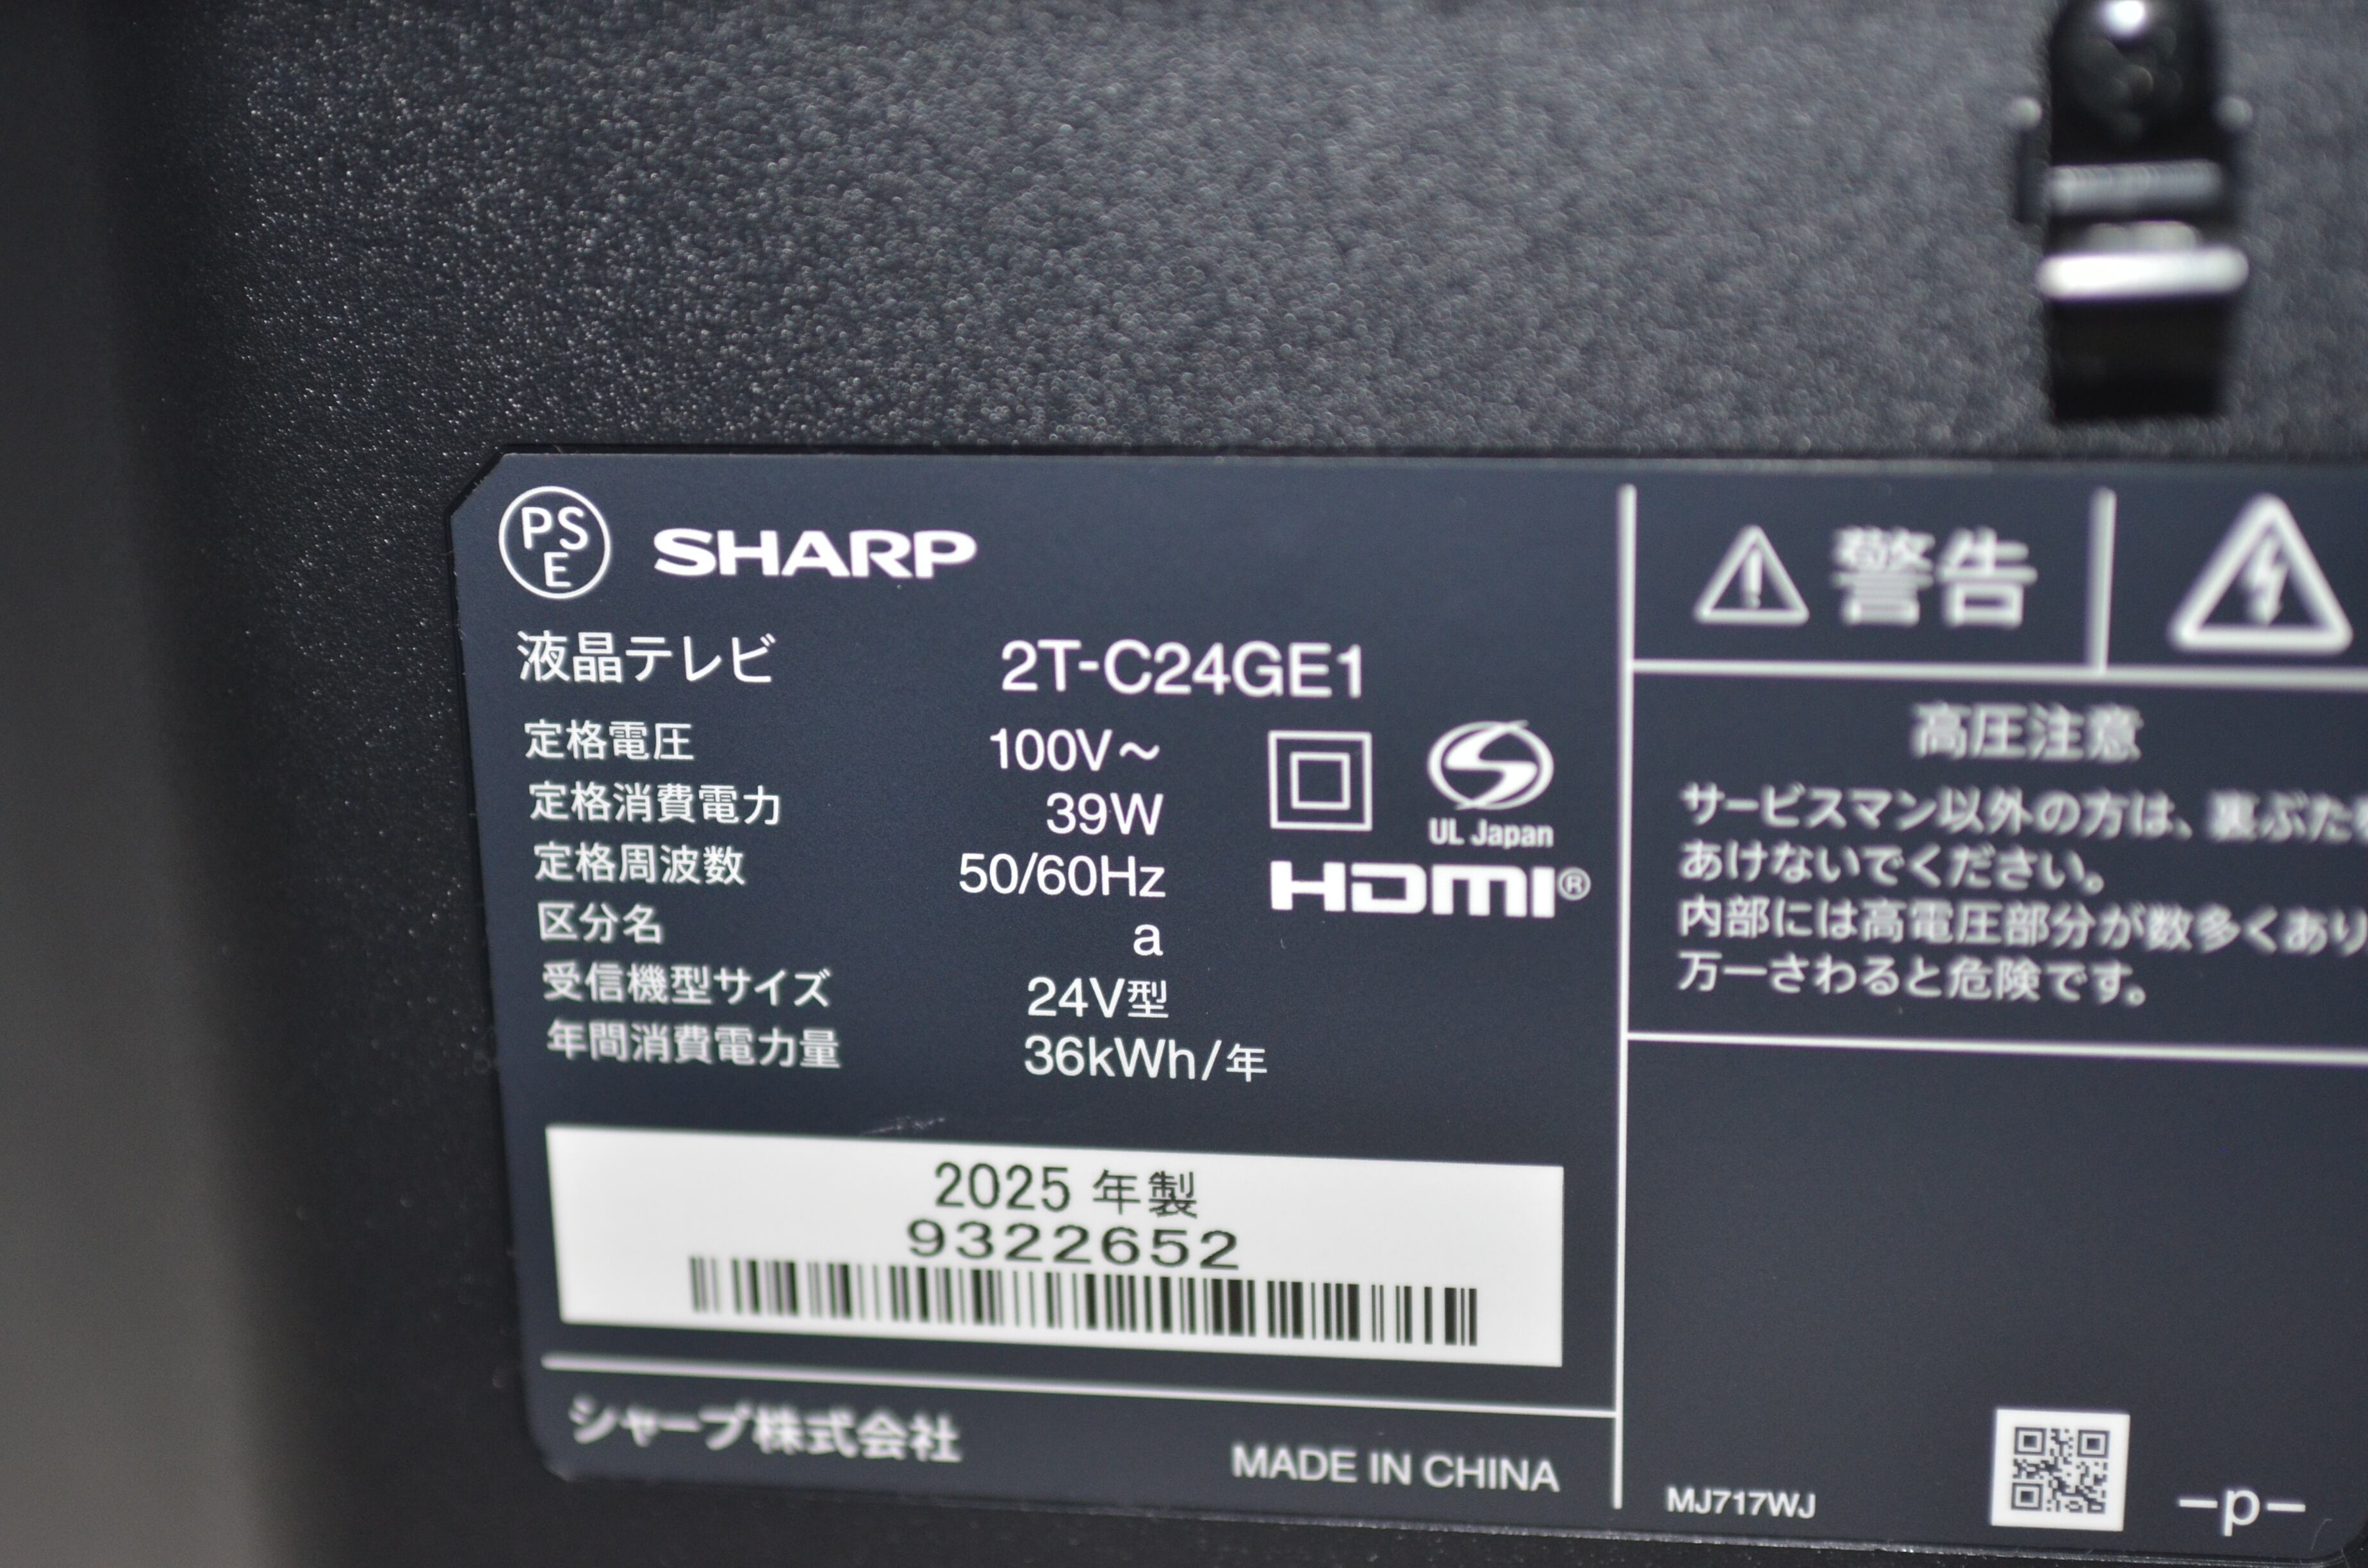 PSE
SHARP
液晶テレビ 2T-C24GE1
定格電圧 100V～
定格消費電力 39W
定格周波数 50/60Hz
区分名 a
受信機型サイズ 24V型
年間消費電力量 36kWh/年
UL Japan
HDMI®
2025 年製
9322652
シャープ株式会社
MADE IN CHINA
警告
高圧注意
サービスマン以外の方は、裏ぶた
あけないでください。
内部には高電圧部分が数多くあり
万一さわると危険です。
MJ717WJ
-p-